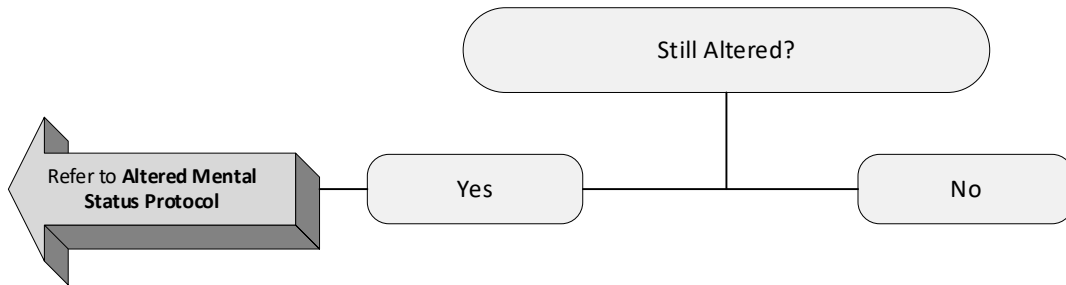 Still Altered?
Refer to Altered Mental
Status Protocol
Yes
No